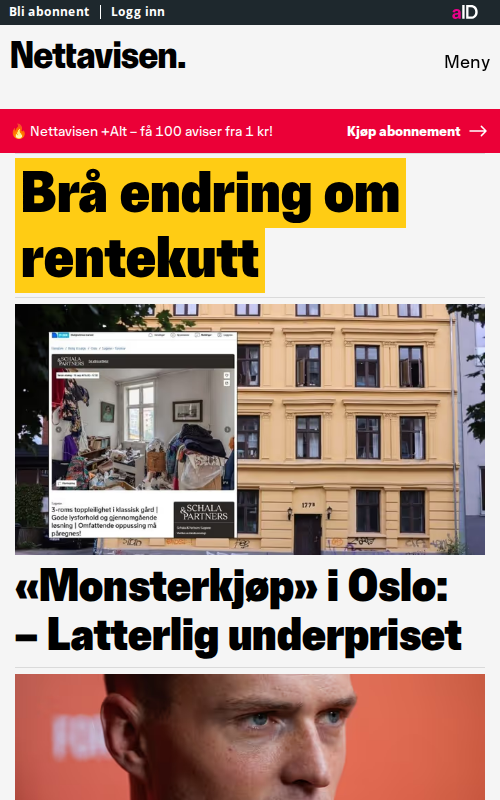 Bli abonnent
Logg inn
aID
Nettavisen.
Meny
🔥 Nettavisen +Alt – få 100 aviser fra 1 kr!
Kjøp abonnement →
Brå endring om
rentekutt
SCHALA
& PARTNERS
3-roms toppleilighet i klassisk gård |
Gode lysforhold og gjennomgående
løsning | Omfattende oppussing må
påregnes!
SCHALA
& PARTNERS
«Monsterkjøp» i Oslo:
– Latterlig underpriset